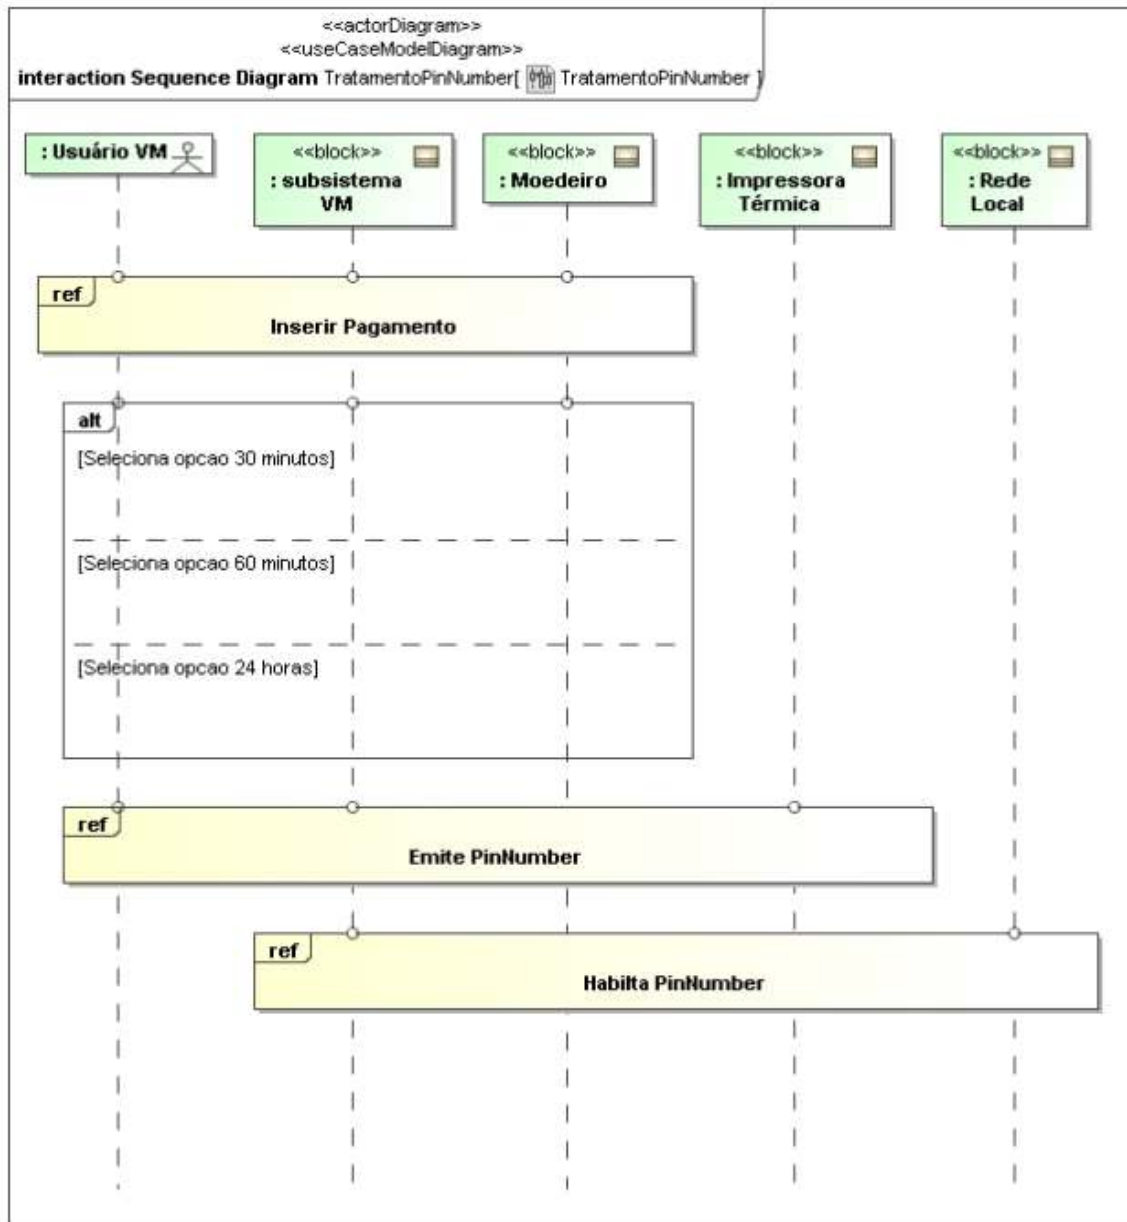 <<actorDiagram>>
<<useCaseModelDiagram>>
interaction Sequence Diagram TratamentoPinNumber[ TratamentoPinNumber ]
: Usuário VM
<<block>>
: subsistema
VM
<<block>>
: Moedeiro
<<block>>
: Impressora
Térmica
<<block>>
: Rede
Local
ref
Inserir Pagamento
alt
[Seleciona opcao 30 minutos]
[Seleciona opcao 60 minutos]
[Seleciona opcao 24 horas]
ref
Emite PinNumber
ref
Habilta PinNumber